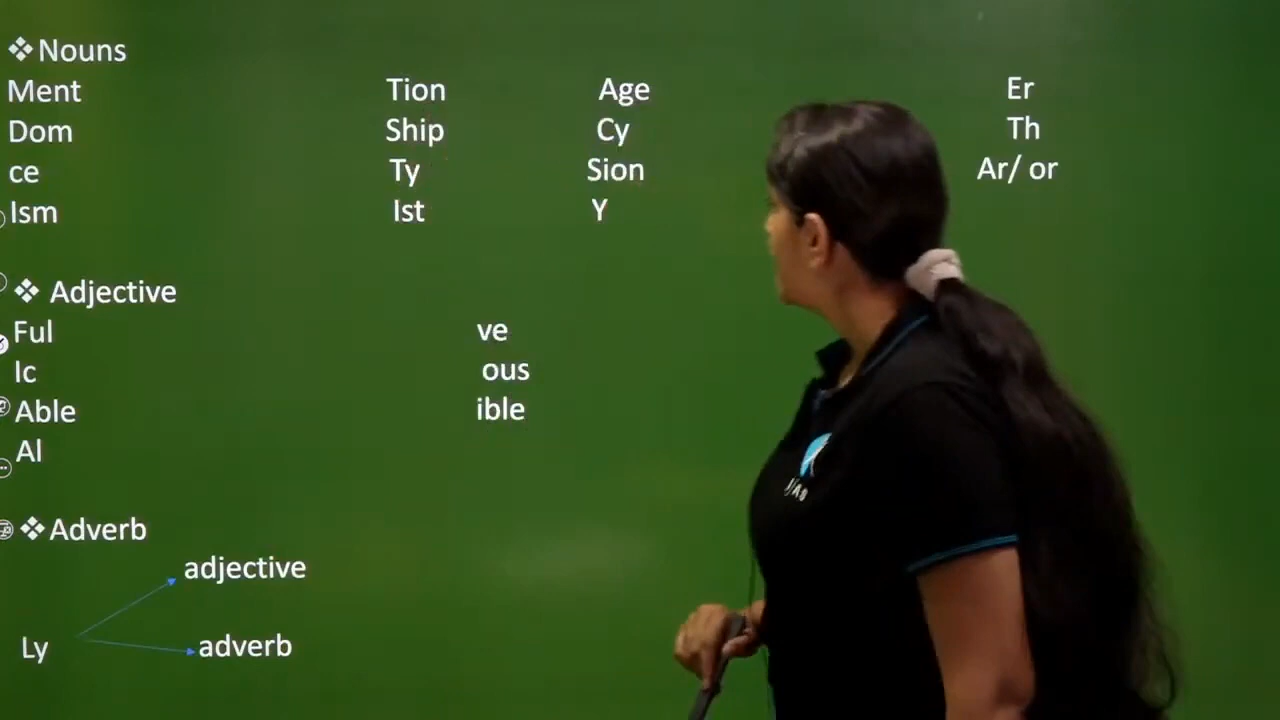 ❖ Nouns
Ment Tion Age Er
Dom Ship Cy Th
ce Ty Sion Ar/ or
Ism Ist Y
❖ Adjective
Ful ve
Ic ous
Able ible
Al
❖ Adverb
adjective
Ly adverb